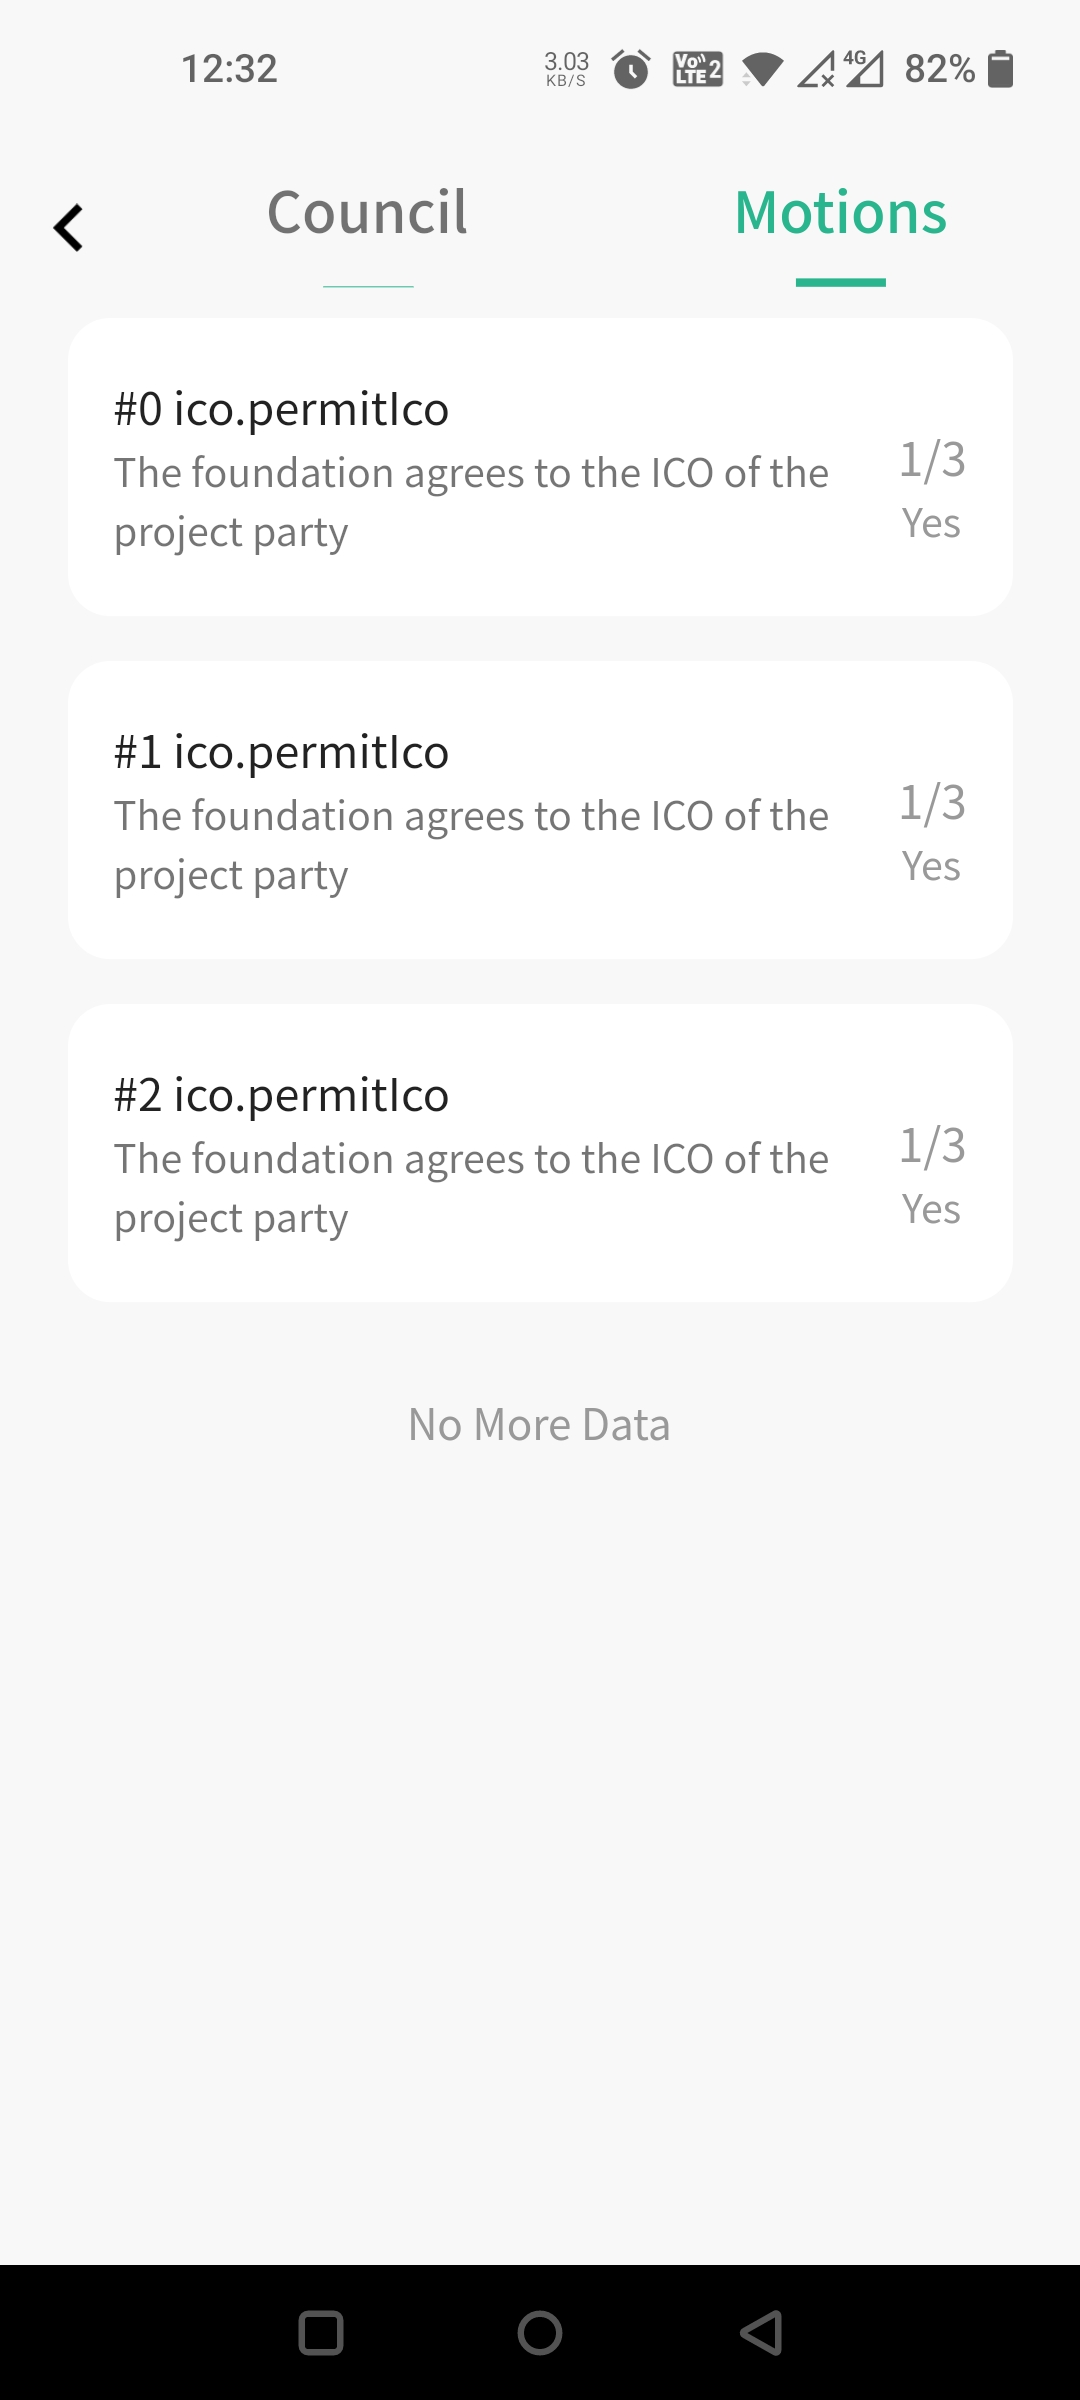 12:32
3.03
KB/S
Vo))
LTE 2
4G
82%
Council
Motions
#0 ico.permitIco
The foundation agrees to the ICO of the
project party
1/3
Yes
#1 ico.permitIco
The foundation agrees to the ICO of the
project party
1/3
Yes
#2 ico.permitIco
The foundation agrees to the ICO of the
project party
1/3
Yes
No More Data